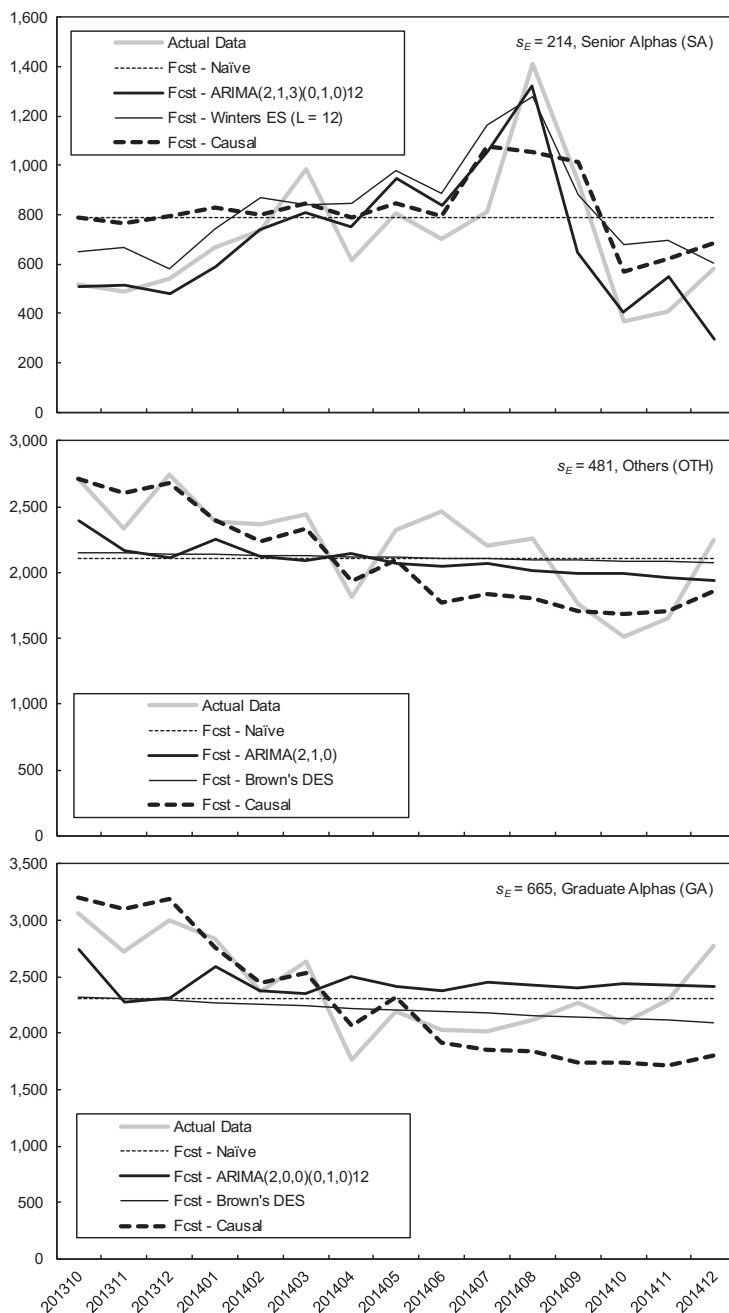 1,600
1,400
1,200
1,000
800
600
400
200
0
Actual Data
Fcst - Naïve
Fcst - ARIMA(2,1,3)(0,1,0)12
Fcst - Winters ES (L = 12)
Fcst - Causal
sE = 214, Senior Alphas (SA)
3,000
2,500
2,000
1,500
1,000
500
0
sE = 481, Others (OTH)
Actual Data
Fcst - Naïve
Fcst - ARIMA(2,1,0)
Fcst - Brown's DES
Fcst - Causal
3,500
3,000
2,500
2,000
1,500
1,000
500
0
sE = 665, Graduate Alphas (GA)
Actual Data
Fcst - Naïve
Fcst - ARIMA(2,0,0)(0,1,0)12
Fcst - Brown's DES
Fcst - Causal
201310
201311
201312
201401
201402
201403
201404
201405
201406
201407
201408
201409
201410
201411
201412